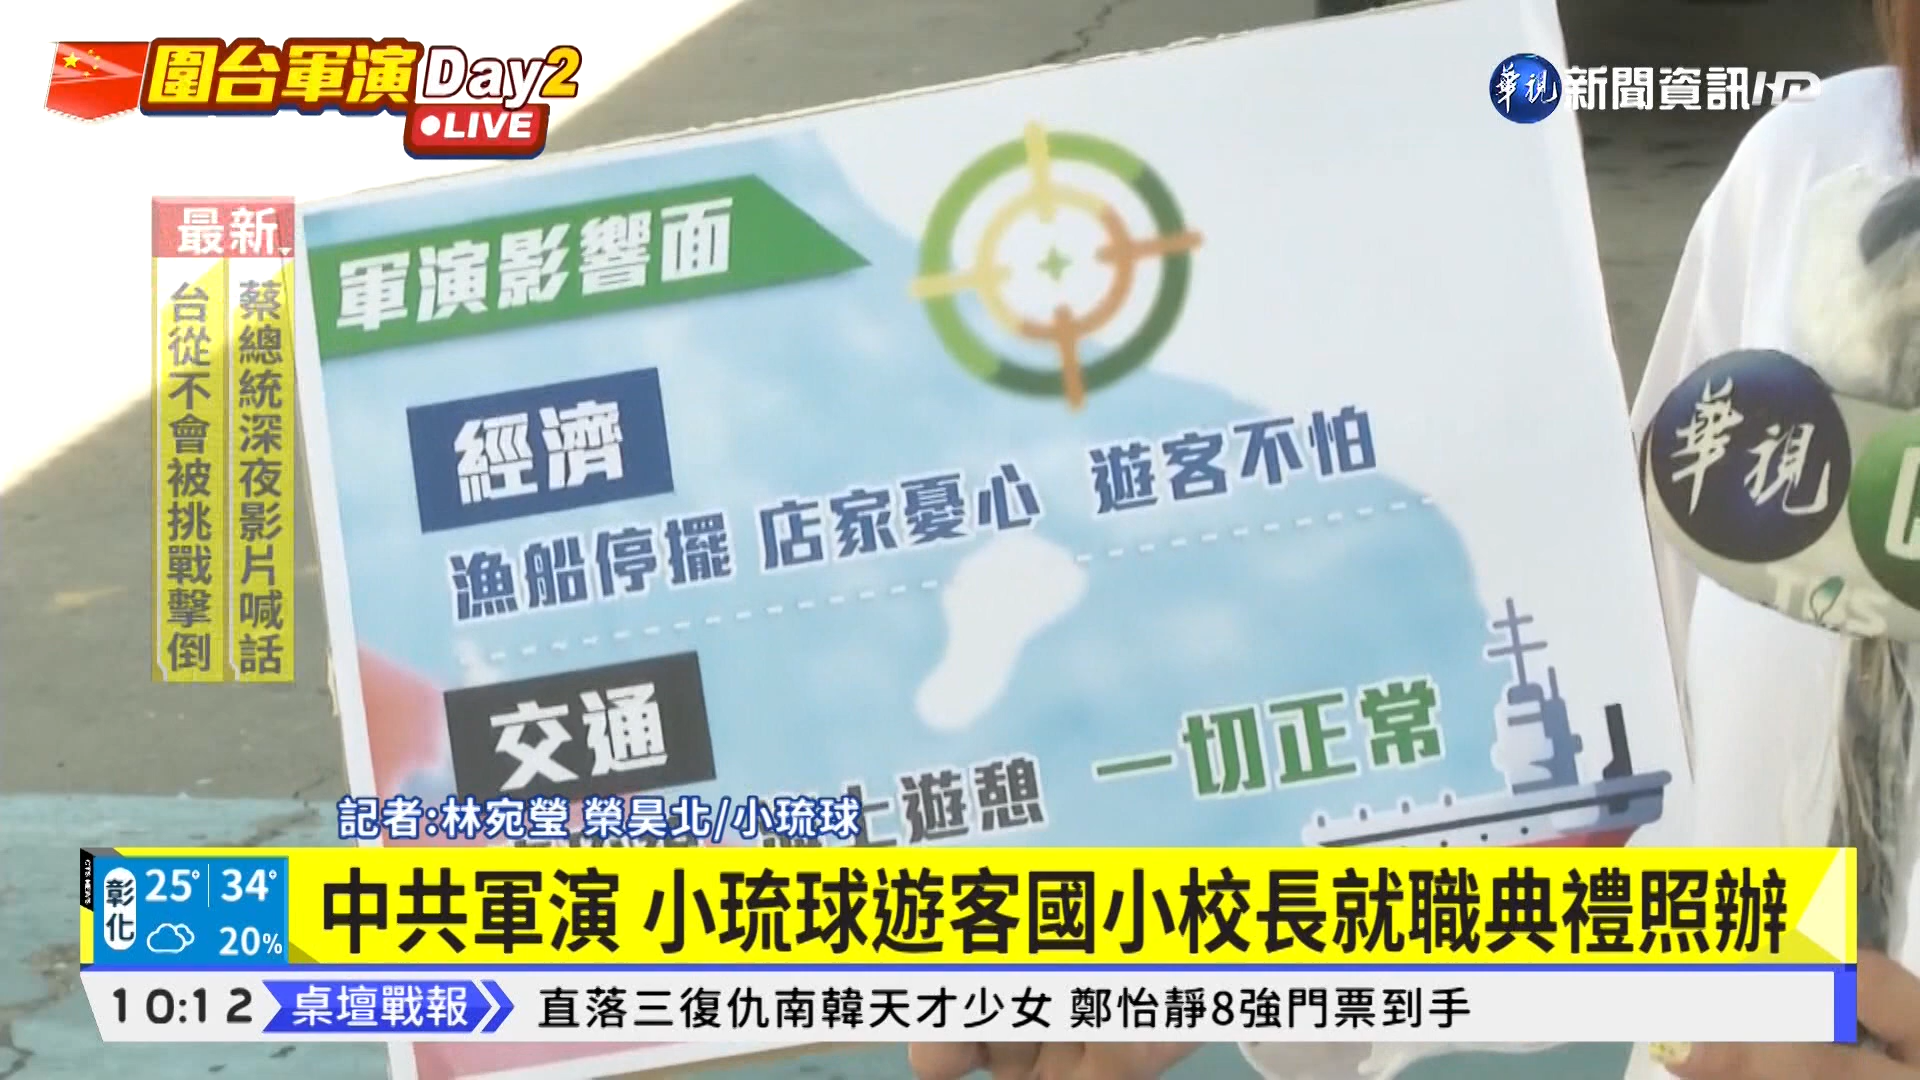 圍台軍演Day2
LIVE
華視新聞資訊HD
最新
蔡總統深夜影片喊話
台從不會被挑戰擊倒
軍演影響面
經濟
漁船停擺 店家憂心 遊客不怕
交通
上遊憩 一切正常
華視
記者:林宛瑩 榮昊北/小琉球
彰化
25° 34°
20%
中共軍演 小琉球遊客國小校長就職典禮照辦
10:12
桌壇戰報
直落三復仇南韓天才少女 鄭怡靜8強門票到手